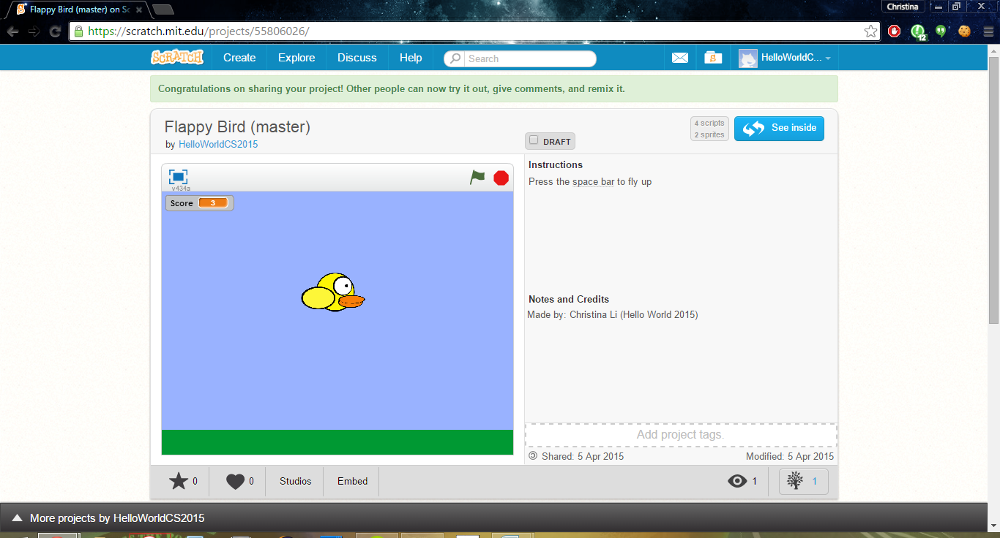 Flappy Bird (master) on Sc
Christina
https://scratch.mit.edu/projects/55806026/
12
SCRATCH
Create
Explore
Discuss
Help
Search
S
HelloWorldC...
Congratulations on sharing your project! Other people can now try it out, give comments, and remix it.
Flappy Bird (master)
by HelloWorldCS2015
DRAFT
4 scripts
2 sprites
See inside
v434a
Score 3
Instructions
Press the space bar to fly up
Notes and Credits
Made by: Christina Li (Hello World 2015)
Add project tags.
Shared: 5 Apr 2015
Modified: 5 Apr 2015
0
0
Studios
Embed
1
1
More projects by HelloWorldCS2015